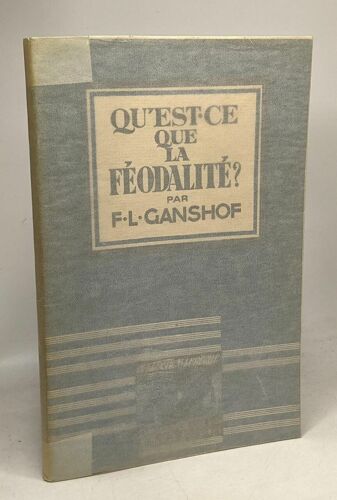 QU'EST-CE
QUE
LA
FÉODALITÉ?
PAR
F·L·GANSHOF